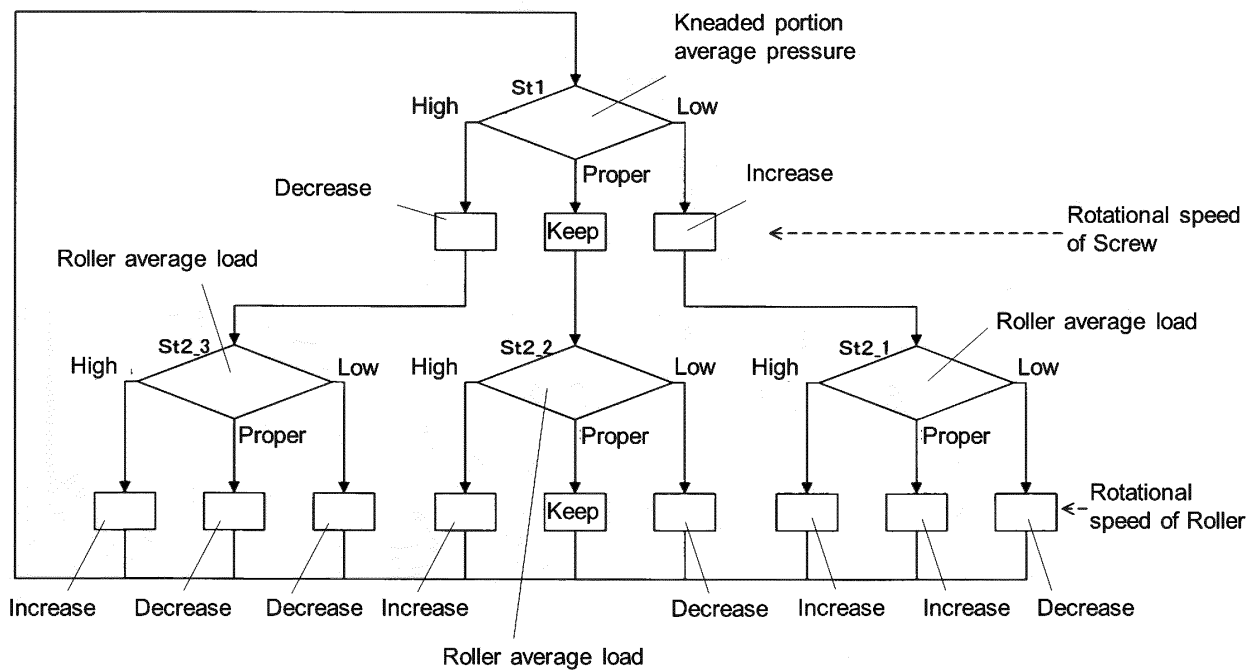 Kneaded portion
average pressure
St1
High
Low
Proper
Decrease
Increase
Keep
Rotational speed
of Screw
Roller average load
Roller average load
St2_3
High
Low
Proper
St2_2
High
Low
Proper
St2_1
High
Low
Proper
Keep
Rotational
speed of Roller
Increase
Decrease
Decrease
Increase
Decrease
Increase
Increase
Decrease
Roller average load